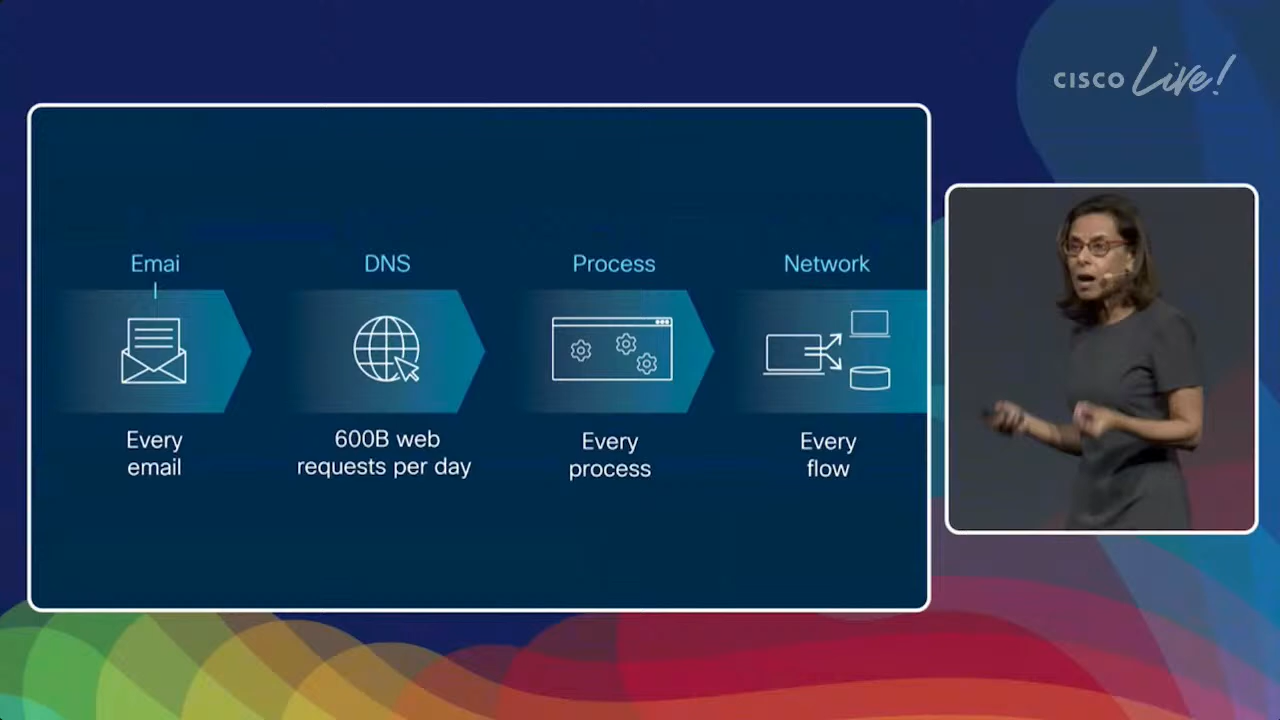 CISCO Live!
Emai
DNS
Process
Network
Every
email
600B web
requests per day
Every
process
Every
flow